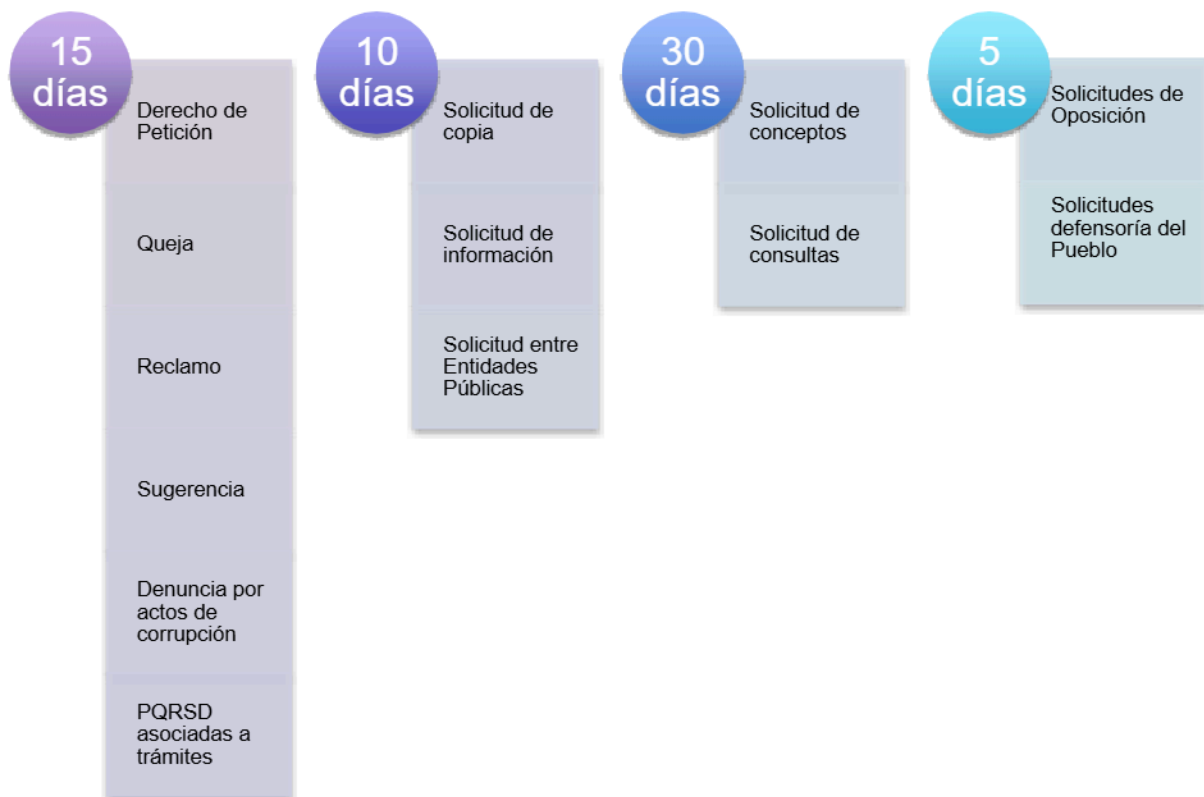 15
días
Derecho de
Petición
Queja
Reclamo
Sugerencia
Denuncia por
actos de
corrupción
PQRSD
asociadas a
trámites
10
días
Solicitud de
copia
Solicitud de
información
Solicitud entre
Entidades
Públicas
30
días
Solicitud de
conceptos
Solicitud de
consultas
5
días
Solicitudes de
Oposición
Solicitudes
defensoría del
Pueblo